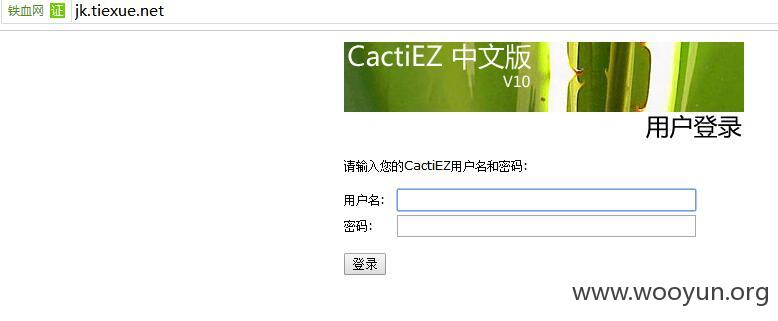 铁血网 证 jk.tiexue.net
CactiEZ 中文版
V10
用户登录
请输入您的CactiEZ用户名和密码:
用户名:
密码:
登录
www.wooyun.org